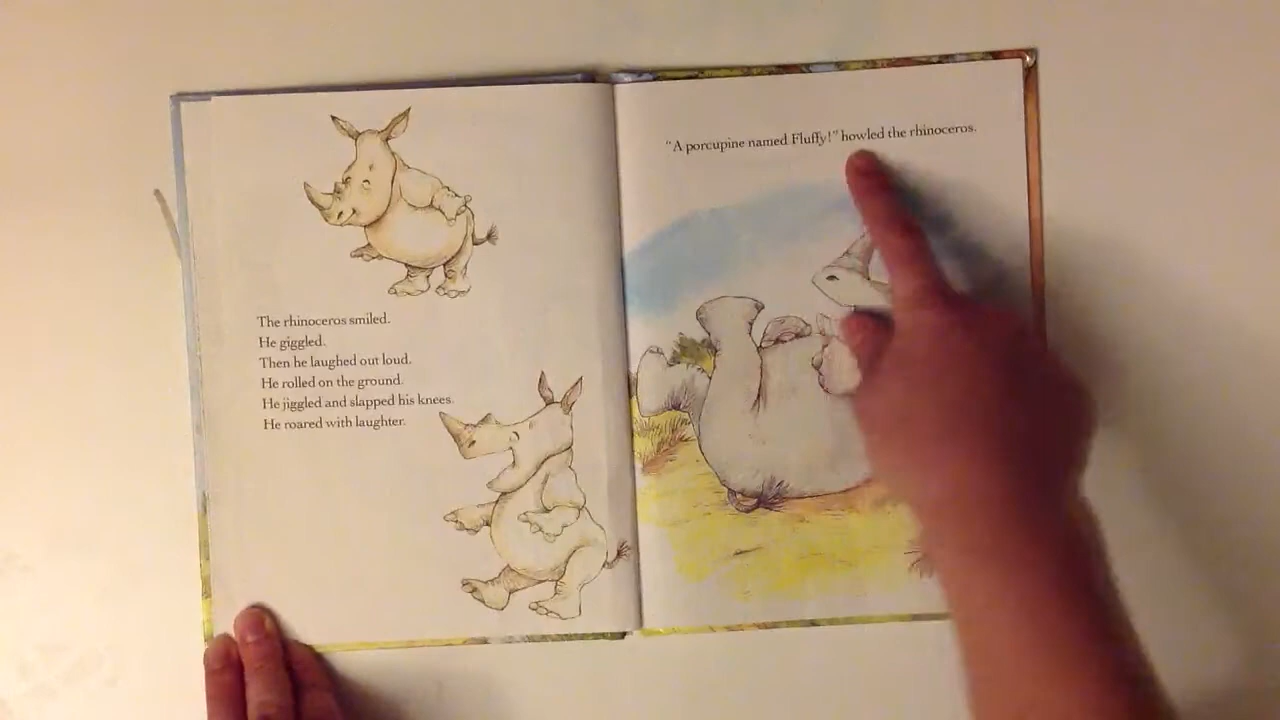 The rhinoceros smiled.
He giggled.
Then he laughed out loud.
He rolled on the ground.
He jiggled and slapped his knees.
He roared with laughter.
“A porcupine named Fluffy!” howled the rhinoceros.